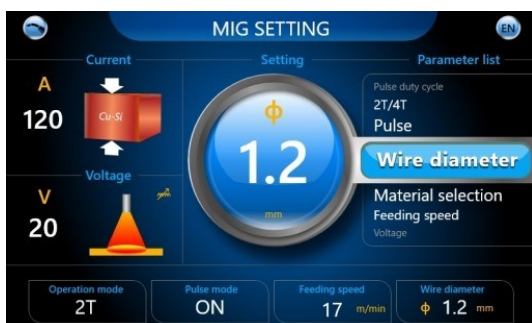 MIG SETTING
EN
Current
A
120
Cu-Si
Voltage
V
20
Setting
ϕ
1.2
mm
Parameter list
Pulse duty cycle
2T/4T
Pulse
Wire diameter
Material selection
Feeding speed
Voltage
Operation mode
2T
Pulse mode
ON
Feeding speed
17 m/min
Wire diameter
ϕ 1.2 mm